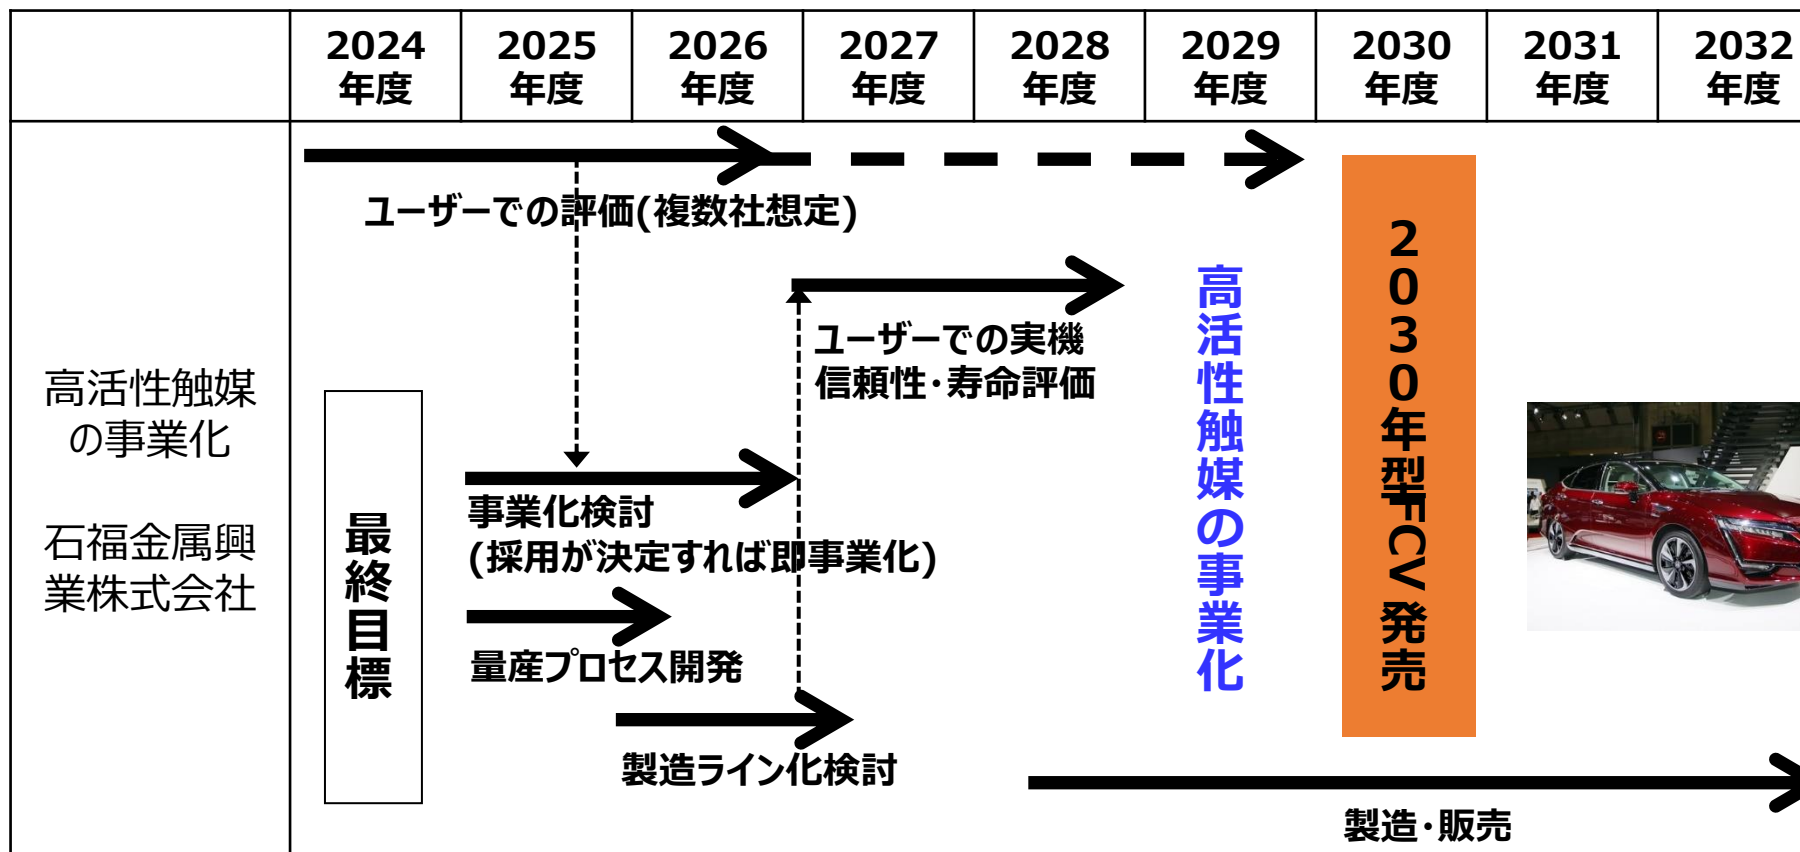 2024
年度
2025
年度
2026
年度
2027
年度
2028
年度
2029
年度
2030
年度
2031
年度
2032
年度
高活性触媒
の事業化
石福金属興
業株式会社
ユーザーでの評価(複数社想定)
ユーザーでの実機
信頼性・寿命評価
最終目標
事業化検討
(採用が決定すれば即事業化)
量産プロセス開発
製造ライン化検討
高活性触媒の事業化
2030年型FCV発売
製造・販売